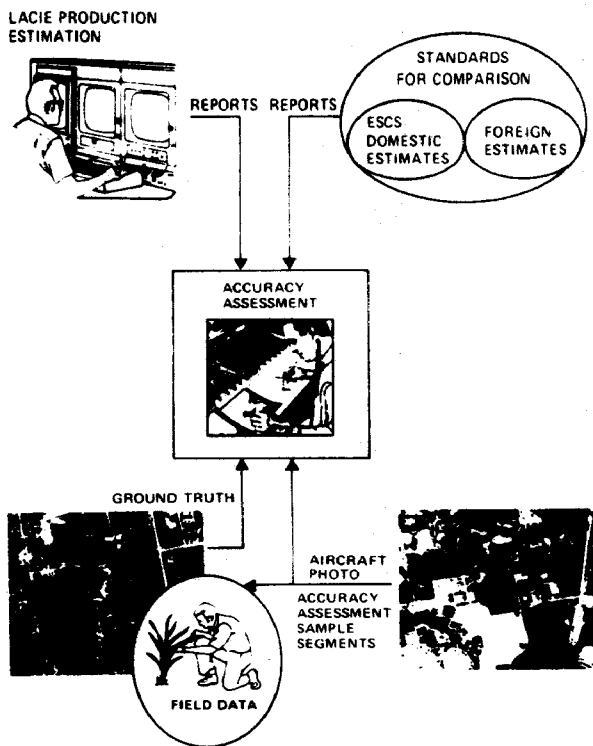 LACIE PRODUCTION
ESTIMATION
REPORTS
REPORTS
STANDARDS
FOR COMPARISON
ESCS
DOMESTIC
ESTIMATES
FOREIGN
ESTIMATES
ACCURACY
ASSESSMENT
GROUND TRUTH
AIRCRAFT
PHOTO
ACCURACY
ASSESSMENT
SAMPLE
SEGMENTS
FIELD DATA